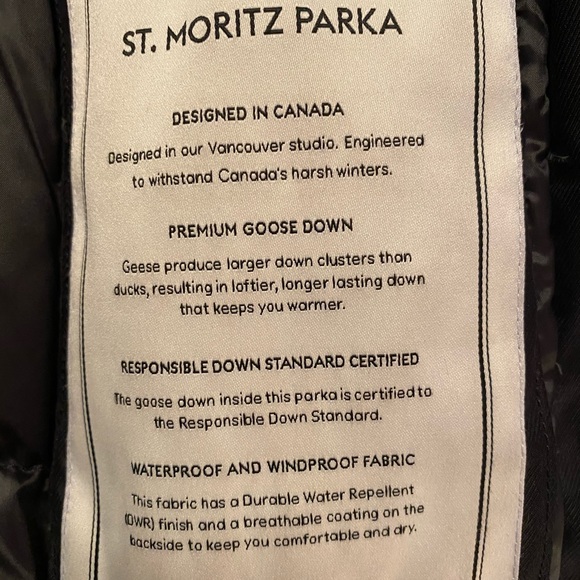 ST. MORITZ PARKA
DESIGNED IN CANADA
Designed in our Vancouver studio. Engineered
to withstand Canada's harsh winters.
PREMIUM GOOSE DOWN
Geese produce larger down clusters than
ducks, resulting in loftier, longer lasting down
that keeps you warmer.
RESPONSIBLE DOWN STANDARD CERTIFIED
The goose down inside this parka is certified to
the Responsible Down Standard.
WATERPROOF AND WINDPROOF FABRIC
This fabric has a Durable Water Repellent
(DWR) finish and a breathable coating on the
backside to keep you comfortable and dry.